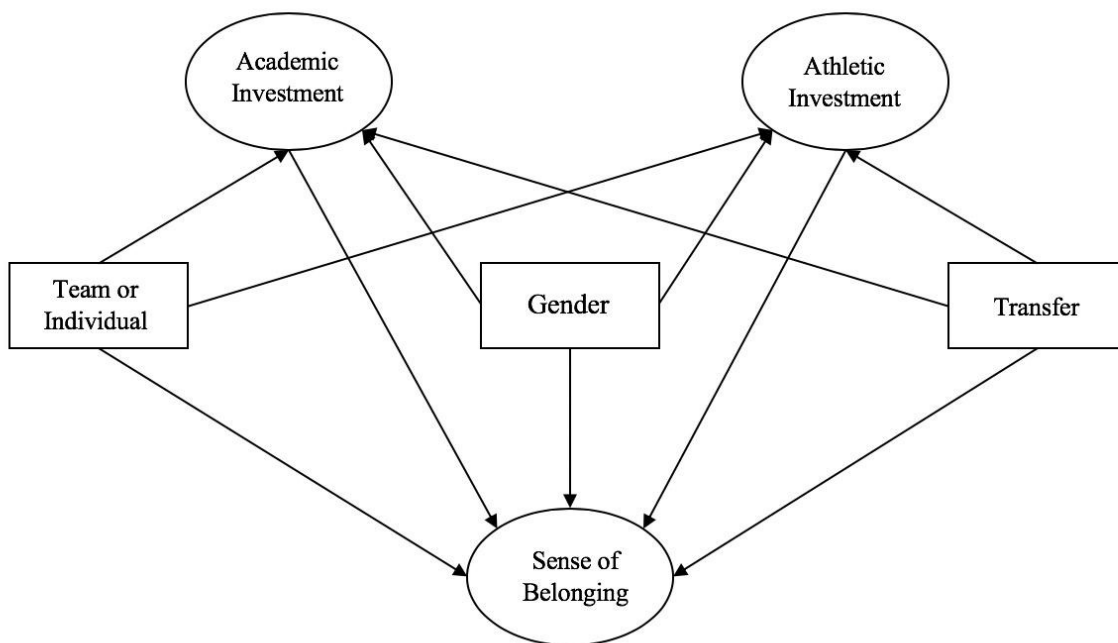 Academic
Investment
Athletic
Investment
Team or
Individual
Gender
Transfer
Sense of
Belonging